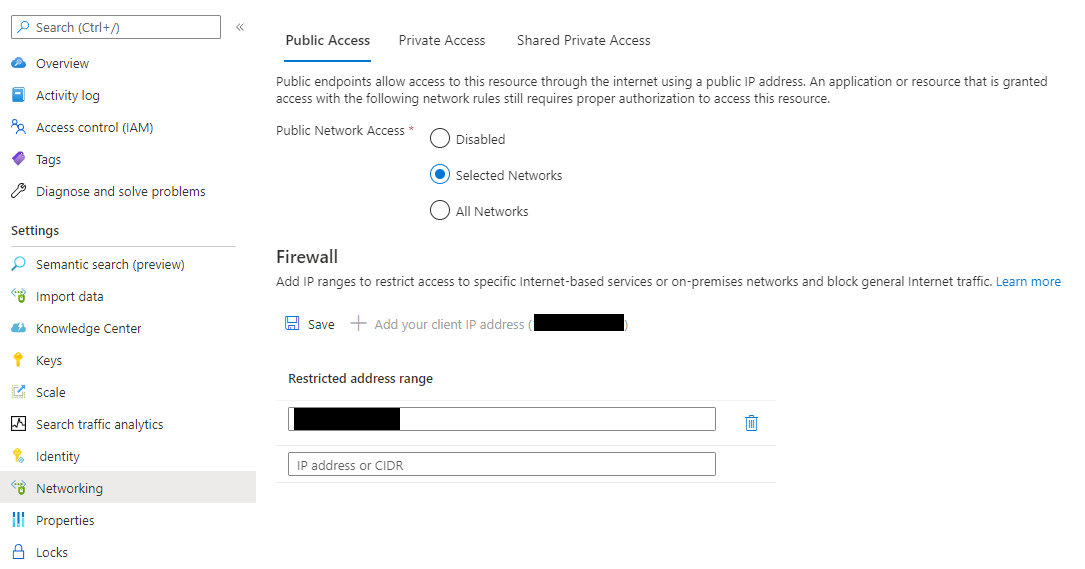 Search (Ctrl+/)
«
Overview
Activity log
Access control (IAM)
Tags
Diagnose and solve problems
Settings
Semantic search (preview)
Import data
Knowledge Center
Keys
Scale
Search traffic analytics
Identity
Networking
Properties
Locks
Public Access Private Access Shared Private Access
Public endpoints allow access to this resource through the internet using a public IP address. An application or resource that is granted
access with the following network rules still requires proper authorization to access this resource.
Public Network Access *
Disabled
Selected Networks
All Networks
Firewall
Add IP ranges to restrict access to specific Internet-based services or on-premises networks and block general Internet traffic. Learn more
Save Add your client IP address ( )
Restricted address range
IP address or CIDR